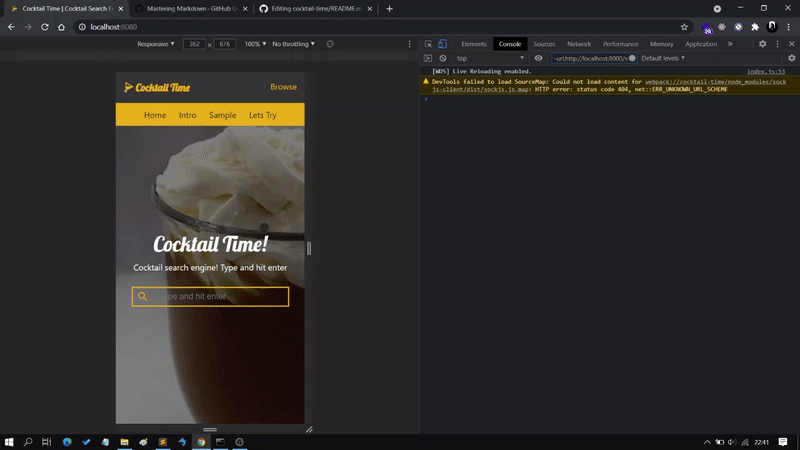 Cocktail Time | Cocktail Search E
Mastering Markdown · GitHub G
Editing cocktail-time/README.m
localhost:8080
Responsive
362 × 676
100%
No throttling
Elements
Console
Sources
Network
Performance
Memory
Application
top
-url:http://localhost:8000/s
Default levels
29
[WDS] Live Reloading enabled.
index.js:53
DevTools failed to load SourceMap: Could not load content for webpack://cocktail-time/node_modules/sock
js-client/dist/sockjs.js.map: HTTP error: status code 404, net::ERR_UNKNOWN_URL_SCHEME
Cocktail Time
Browse
Home
Intro
Sample
Lets Try
Cocktail Time!
Cocktail search engine! Type and hit enter
pe and hit enter
22:41